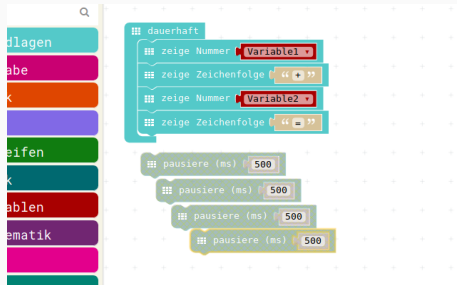 dlagen
abe
k
eifen
k
ablen
ematik
dauerhaft
zeige Nummer Variable1
zeige Zeichenfolge “ + ”
zeige Nummer Variable2
zeige Zeichenfolge “ = ”
pausiere (ms) 500
pausiere (ms) 500
pausiere (ms) 500
pausiere (ms) 500